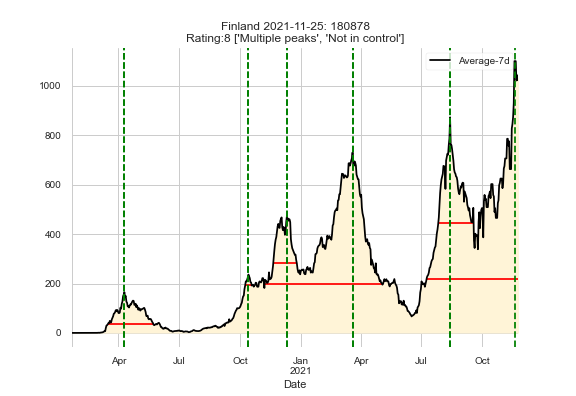 Finland 2021-11-25: 180878
Rating:8 ['Multiple peaks', 'Not in control']
Average-7d
1000
800
600
400
200
0
Apr Jul Oct Jan Apr Jul Oct
2021
Date